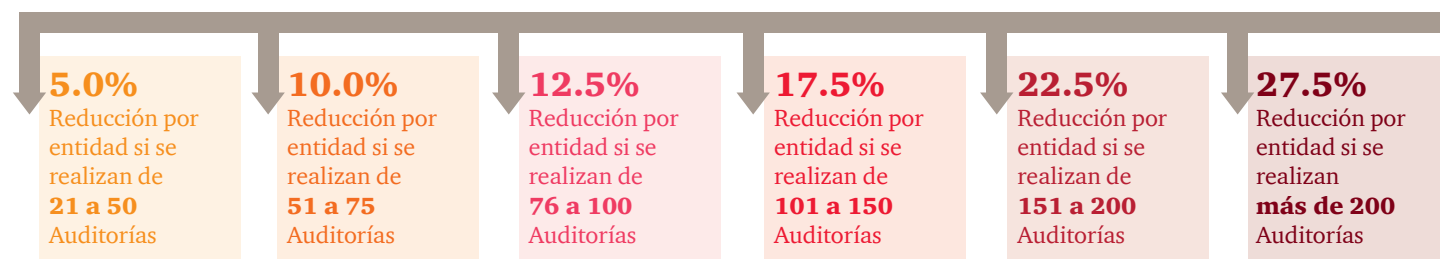 5.0%
Reducción por
entidad si se
realizan de
21 a 50
Auditorías
10.0%
Reducción por
entidad si se
realizan de
51 a 75
Auditorías
12.5%
Reducción por
entidad si se
realizan de
76 a 100
Auditorías
17.5%
Reducción por
entidad si se
realizan de
101 a 150
Auditorías
22.5%
Reducción por
entidad si se
realizan de
151 a 200
Auditorías
27.5%
Reducción por
entidad si se
realizan
más de 200
Auditorías